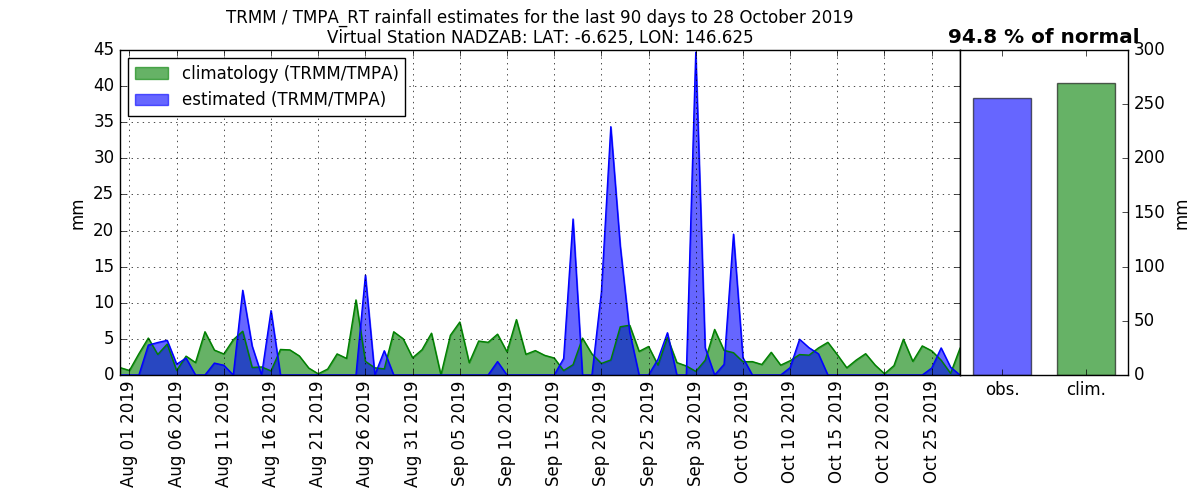 TRMM / TMPA_RT rainfall estimates for the last 90 days to 28 October 2019
Virtual Station NADZAB: LAT: -6.625, LON: 146.625
94.8 % of normal
climatology (TRMM/TMPA)
estimated (TRMM/TMPA)
45
40
35
30
25
20
15
10
5
0
mm
Aug 01 2019
Aug 06 2019
Aug 11 2019
Aug 16 2019
Aug 21 2019
Aug 26 2019
Aug 31 2019
Sep 05 2019
Sep 10 2019
Sep 15 2019
Sep 20 2019
Sep 25 2019
Sep 30 2019
Oct 05 2019
Oct 10 2019
Oct 15 2019
Oct 20 2019
Oct 25 2019
300
250
200
150
100
50
0
mm
obs.
clim.